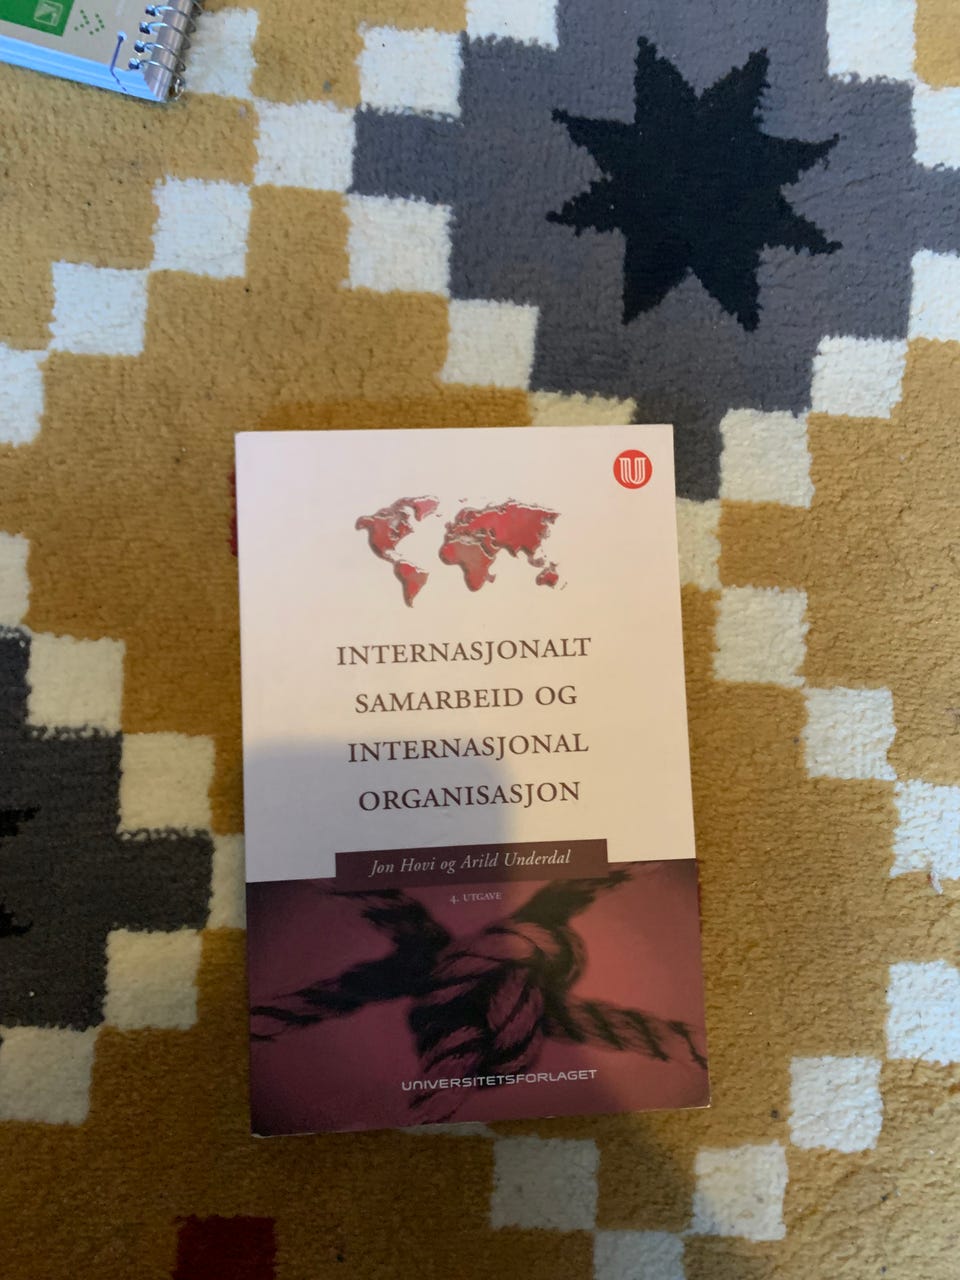 U
INTERNASJONALT
SAMARBEID OG
INTERNASJONAL
ORGANISASJON
Jon Hovi og Arild Underdal
4. UTGAVE
UNIVERSITETSFORLAGET